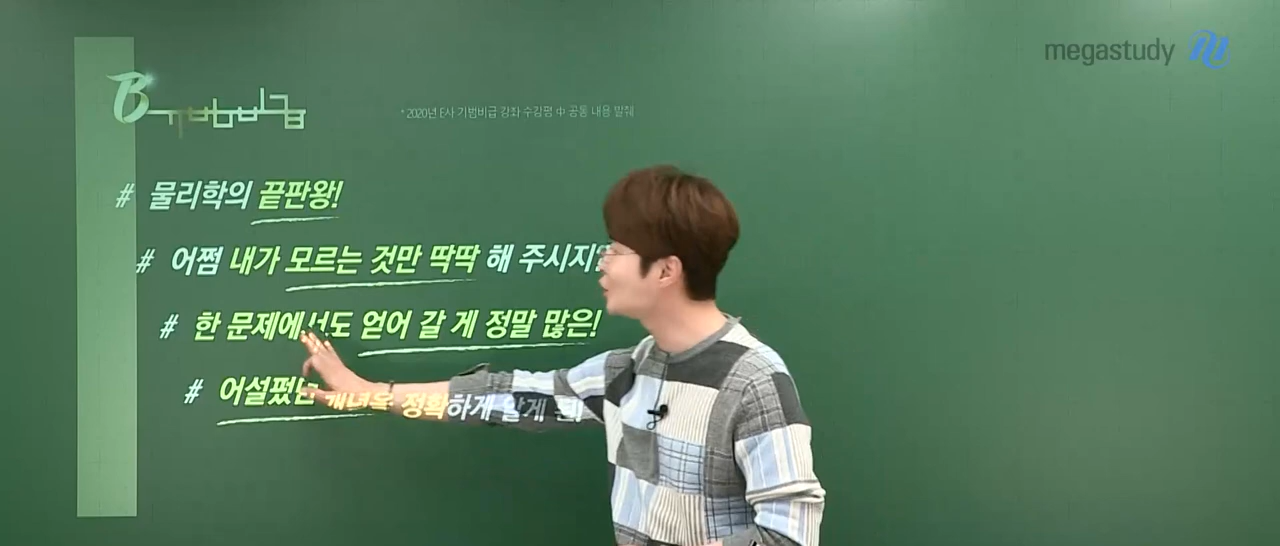 megastudy M
B 기범비급
* 2020년 E사 기범비급 강좌 수강평 中 공통 내용 발췌
# 물리학의 끝판왕!
# 어쩜 내가 모르는 것만 딱딱 해 주시지?
# 한 문제에서도 얻어 갈 게 정말 많은!
# 어설펐던 개념을 정확하게 알게 된